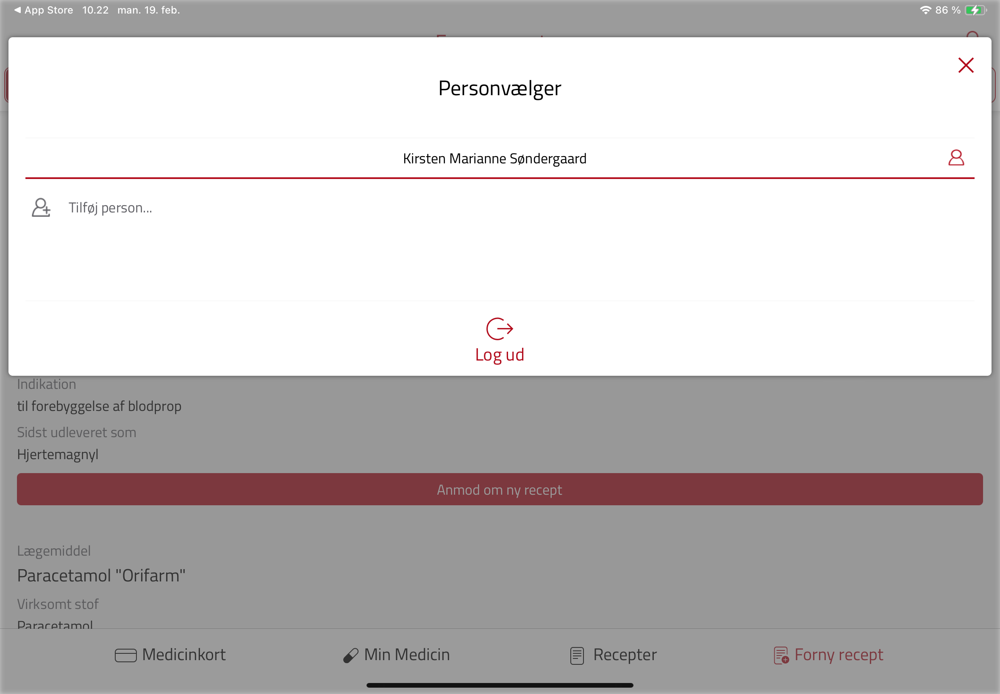 App Store 10.22 man. 19. feb. 86 %
Personvælger
Kirsten Marianne Søndergaard
Tilføj person...
Log ud
Indikation
til forebyggelse af blodprop
Sidst udleveret som
Hjertemagnyl
Anmod om ny recept
Lægemiddel
Paracetamol "Orifarm"
Virksomt stof
Paracetamol
Medicinkort Min Medicin Recepter Forny recept